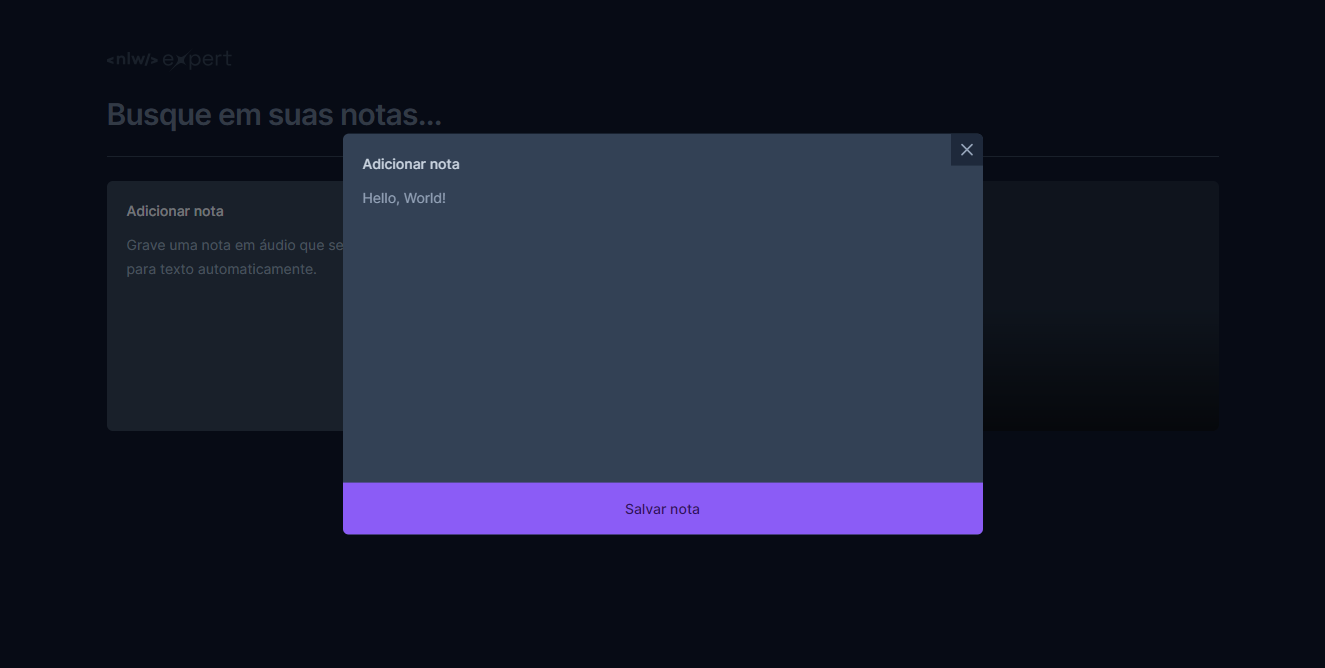 <nlw/> expert
Busque em suas notas...
Adicionar nota
Grave uma nota em áudio que se
para texto automaticamente.
Adicionar nota
Hello, World!
Salvar nota